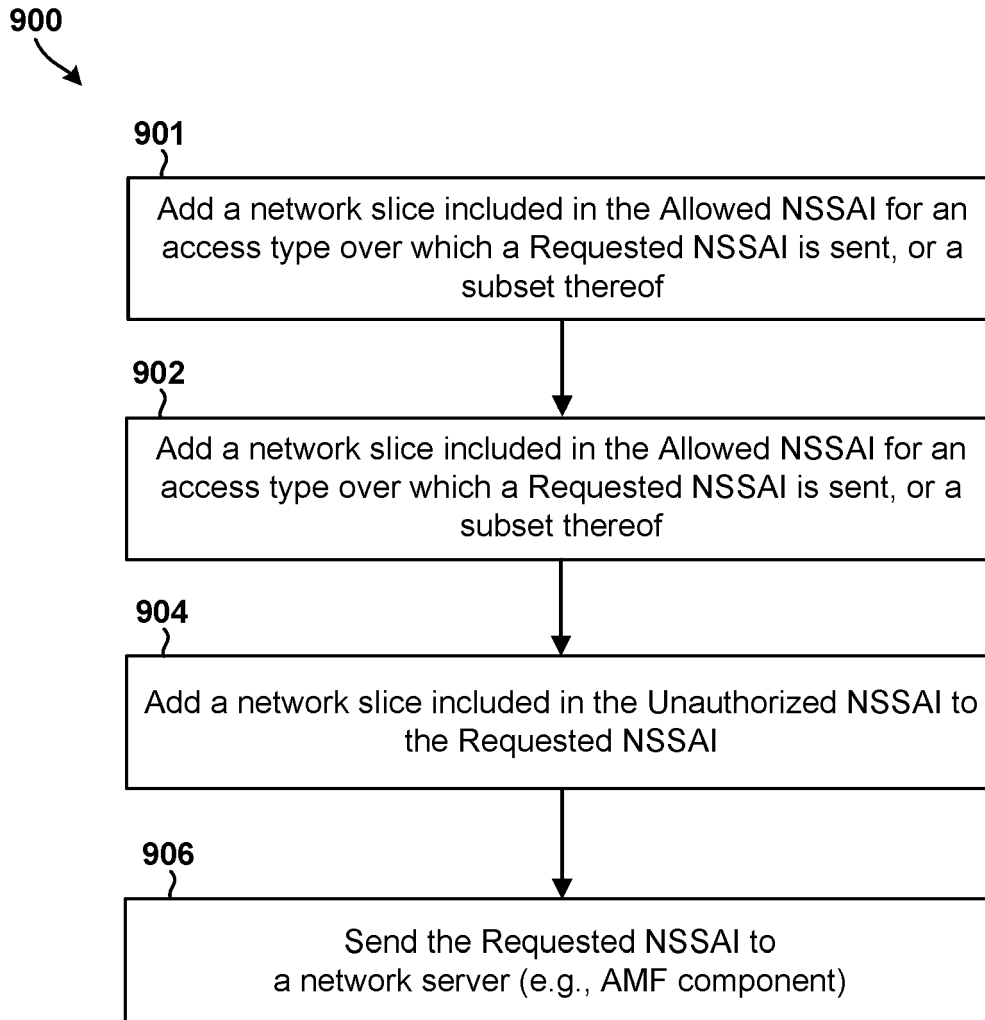 900
901
Add a network slice included in the Allowed NSSAI for an
access type over which a Requested NSSAI is sent, or a
subset thereof
902
Add a network slice included in the Allowed NSSAI for an
access type over which a Requested NSSAI is sent, or a
subset thereof
904
Add a network slice included in the Unauthorized NSSAI to
the Requested NSSAI
906
Send the Requested NSSAI to
a network server (e.g., AMF component)